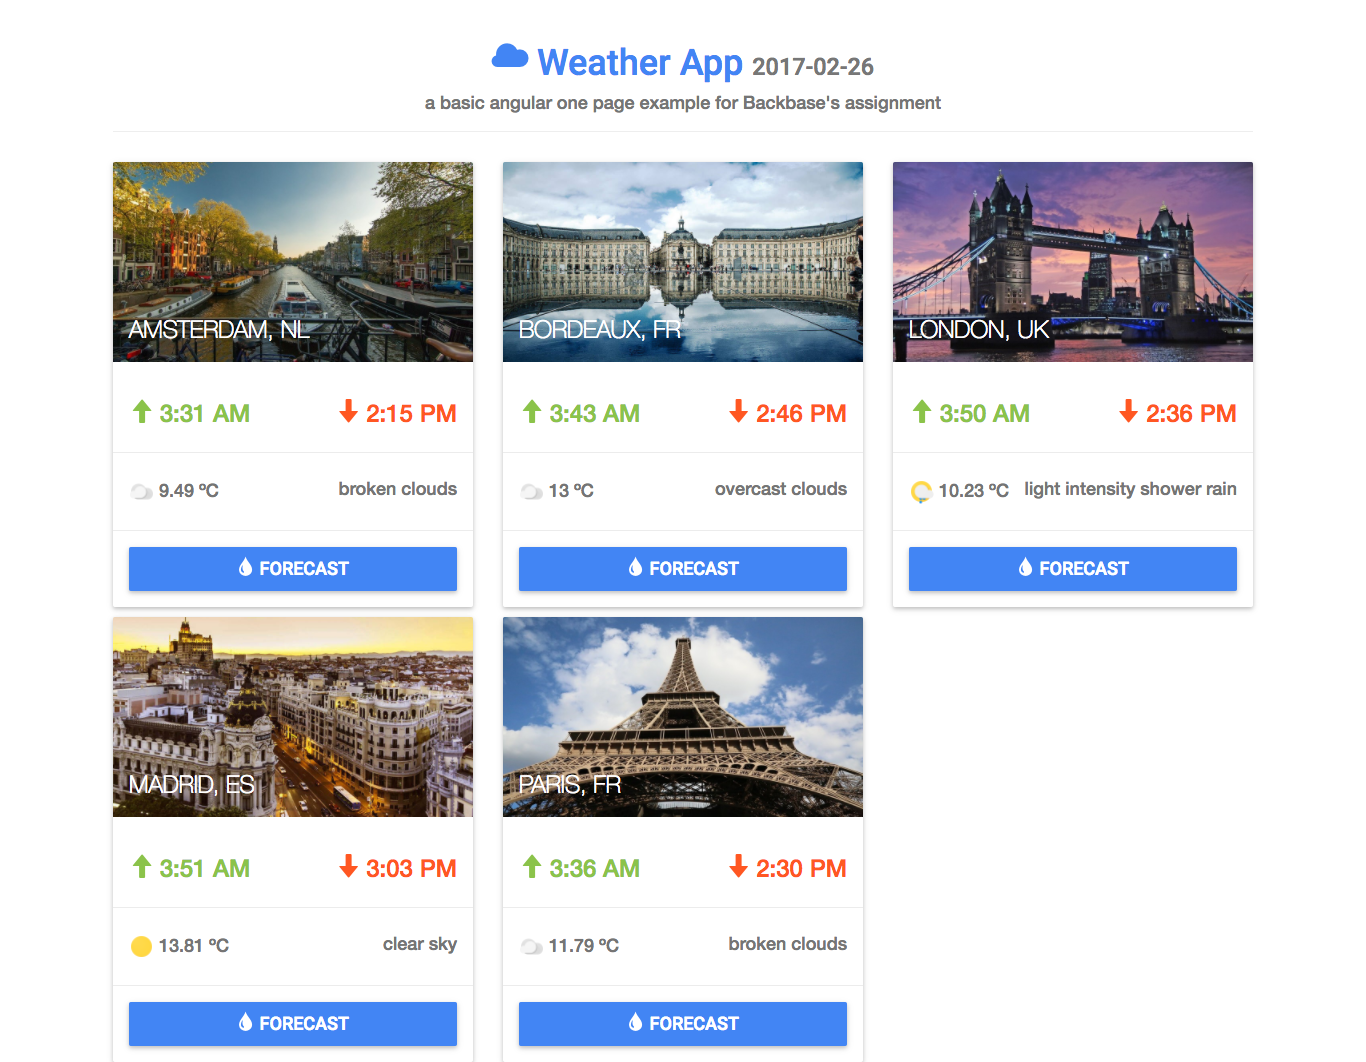 Weather App 2017-02-26
a basic angular one page example for Backbase's assignment
AMSTERDAM, NL
3:31 AM 2:15 PM
9.49 ºC broken clouds
FORECAST
BORDEAUX, FR
3:43 AM 2:46 PM
13 ºC overcast clouds
FORECAST
LONDON, UK
3:50 AM 2:36 PM
10.23 ºC light intensity shower rain
FORECAST
MADRID, ES
3:51 AM 3:03 PM
13.81 ºC clear sky
FORECAST
PARIS, FR
3:36 AM 2:30 PM
11.79 ºC broken clouds
FORECAST